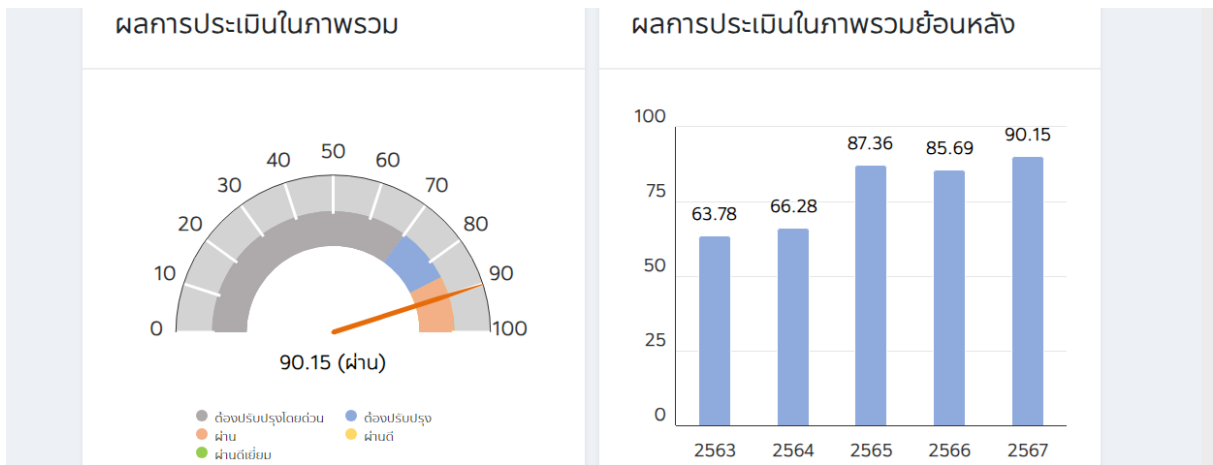 ผลการประเมินในภาพรวม
0
10
20
30
40
50
60
70
80
90
100
90.15 (ผ่าน)
ต้องปรับปรุงโดยด่วน
ต้องปรับปรุง
ผ่าน
ผ่านดี
ผ่านดีเยี่ยม
ผลการประเมินในภาพรวมย้อนหลัง
100
75
50
25
0
63.78
66.28
87.36
85.69
90.15
2563 2564 2565 2566 2567